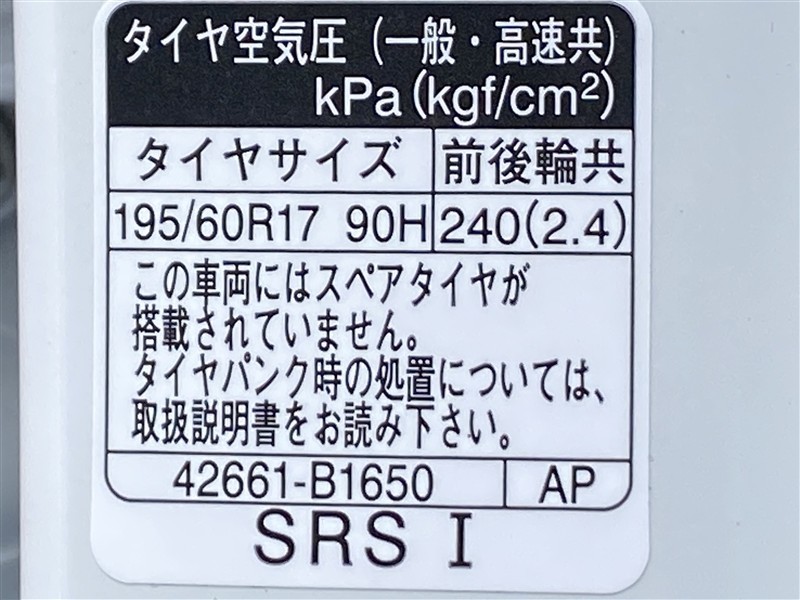 タイヤ空気圧（一般・高速共）
kPa(kgf/cm²)
タイヤサイズ 前後輪共
195/60R17 90H 240(2.4)
この車両にはスペアタイヤが
搭載されていません。
タイヤパンク時の処置については、
取扱説明書をお読み下さい。
42661-B1650 AP
SRS I